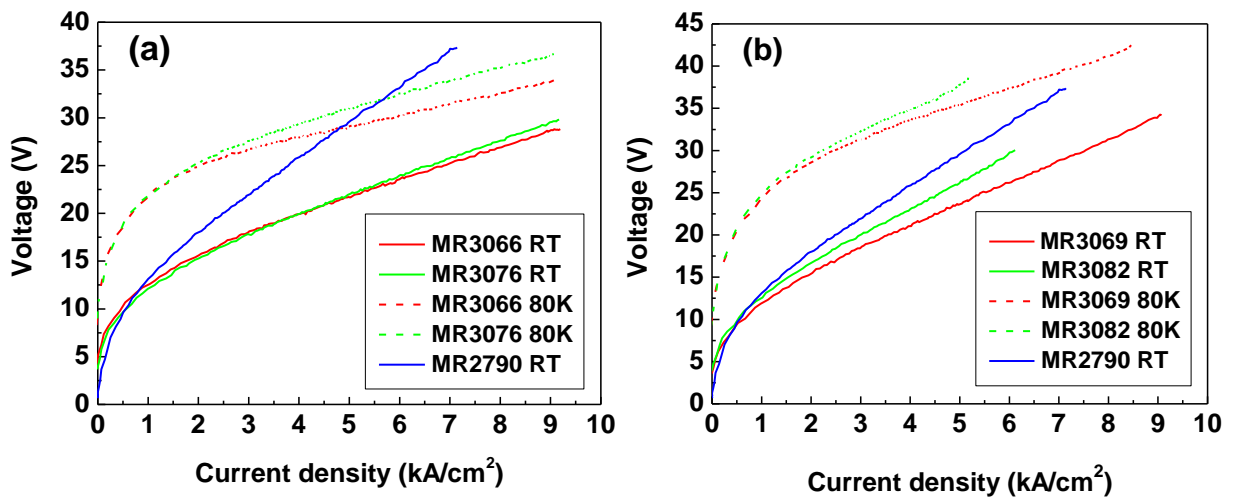 (a)
Voltage (V)
40
35
30
25
20
15
10
5
0
MR3066 RT
MR3076 RT
MR3066 80K
MR3076 80K
MR2790 RT
0 1 2 3 4 5 6 7 8 9 10
Current density (kA/cm²)
(b)
Voltage (V)
45
40
35
30
25
20
15
10
5
0
MR3069 RT
MR3082 RT
MR3069 80K
MR3082 80K
MR2790 RT
0 1 2 3 4 5 6 7 8 9 10
Current density (kA/cm²)